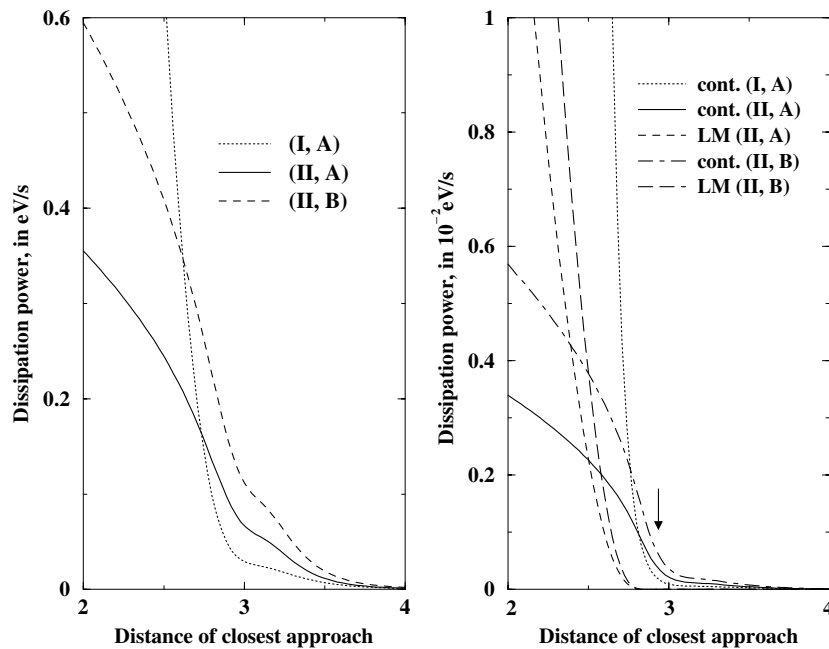 Dissipation power, in eV/s
0.6
0.4
0.2
0
2
3
4
Distance of closest approach
(I, A)
(II, A)
(II, B)
Dissipation power, in 10⁻² eV/s
1
0.8
0.6
0.4
0.2
0
2
3
4
Distance of closest approach
cont. (I, A)
cont. (II, A)
LM (II, A)
cont. (II, B)
LM (II, B)